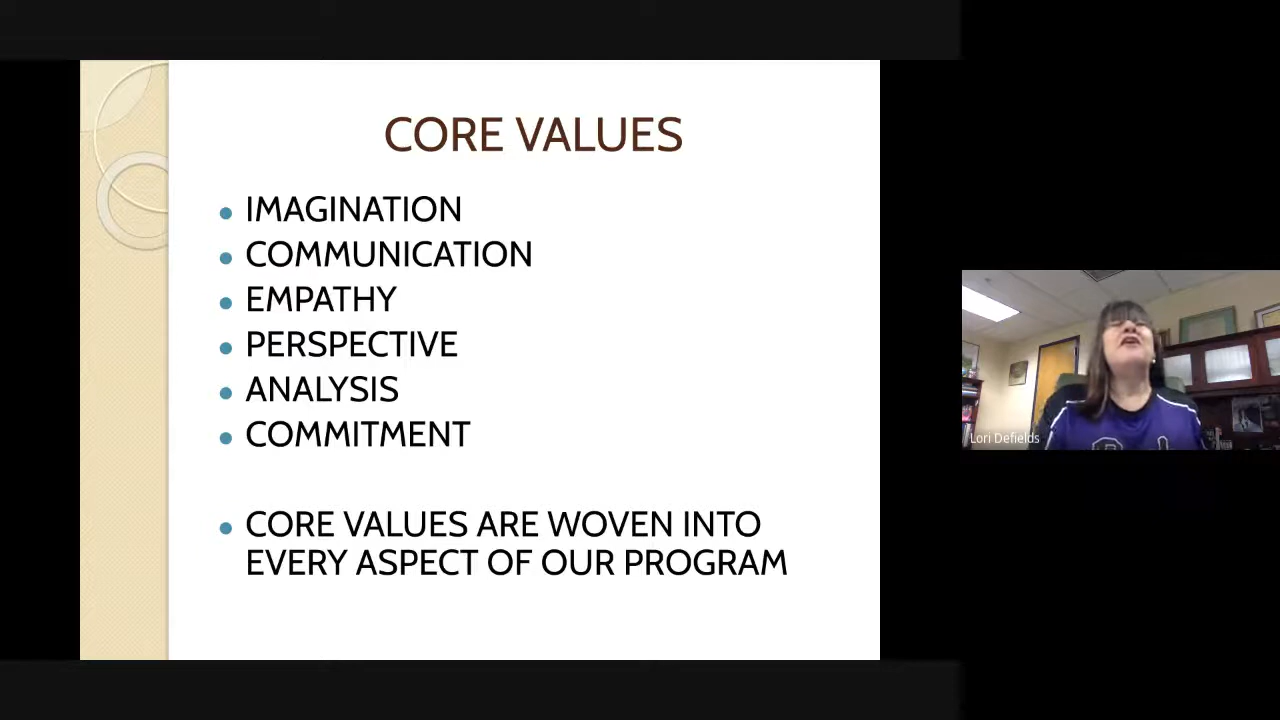 CORE VALUES
IMAGINATION
COMMUNICATION
EMPATHY
PERSPECTIVE
ANALYSIS
COMMITMENT
CORE VALUES ARE WOVEN INTO
EVERY ASPECT OF OUR PROGRAM
Lori Defields